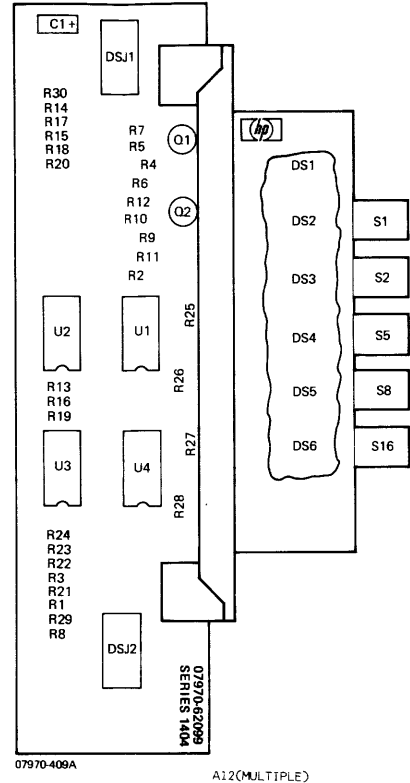 C1+
DSJ1
R30
R14
R17
R15
R18
R20
R7
R5
R4
R6
R12
R10
R9
R11
R2
Q1
Q2
hp
DS1
DS2
DS3
DS4
DS5
DS6
S1
S2
S5
S8
S16
U2
U1
R25
R13
R16
R19
R26
U3
U4
R27
R28
R24
R23
R22
R3
R21
R1
R29
R8
DSJ2
07970-62099
SERIES 1404
07970-409A
A12(MULTIPLE)